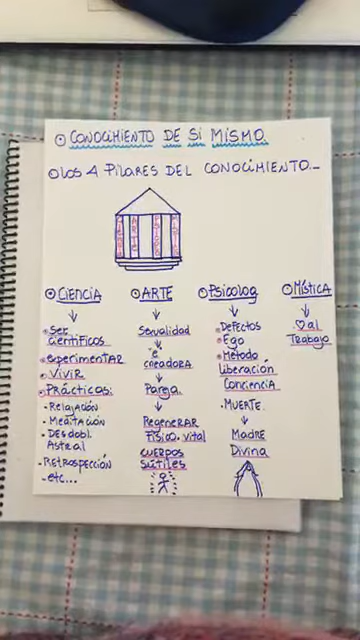 CONOCIMIENTO DE SÍ MISMO
LOS 4 PILARES DEL CONOCIMIENTO...
CIENCIA
Ser
Científicos
experimentar
Vivir
Prácticas:
- Relajación
- Meditación
- Desdobl.
Astral
- Retrospección
- etc...
ARTE
Sexualidad
e
creadora
Regenerar
Físico. vital
cuerpos
sutiles
Psicolog
Defectos
Ego
Método
liberación
Conciencia
. MUERTE.
Madre
Divina
Mística
♡ al
Trabajo